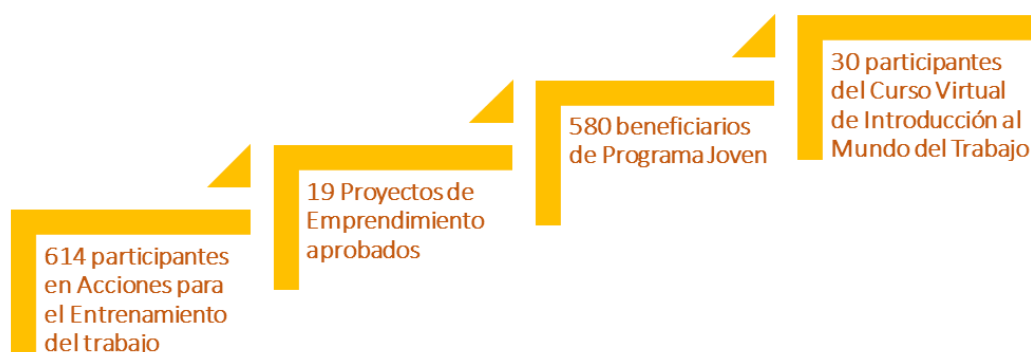 614 participantes
en Acciones para
el Entrenamiento
del trabajo
19 Proyectos de
Emprendimiento
aprobados
580 beneficiarios
de Programa Joven
30 participantes
del Curso Virtual
de Introducción al
Mundo del Trabajo